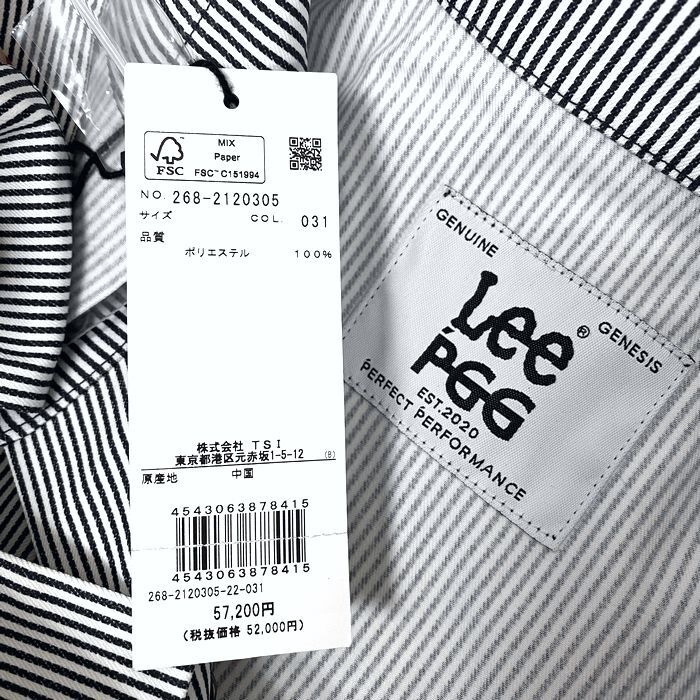 MIX
Paper
FSC
FSC™ C151994
NO. 268-2120305
サイズ COL. 031
品質
ポリエステル 100%
株式会社 TSI
東京都港区元赤坂1-5-12 (B)
原産地 中国
4543063878415
4543063878415
268-2120305-22-031
57,200円
(税抜価格 52,000円)
GENUINE
Lee®
GENESIS
PGG
EST.2020
PERFECT PERFORMANCE